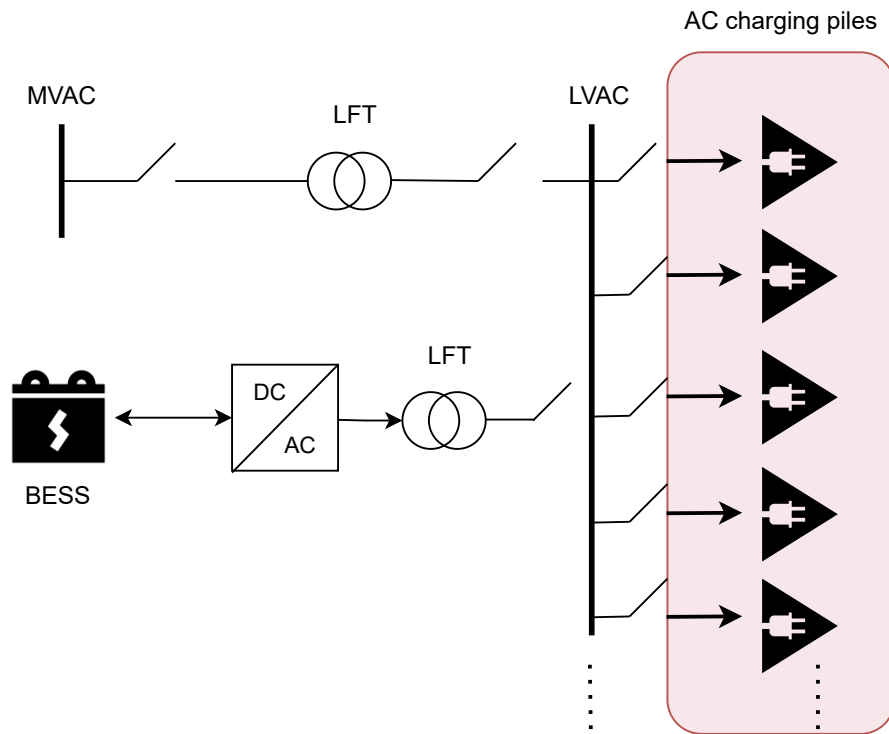 AC charging piles
MVAC
LFT
LVAC
LFT
DC
AC
BESS